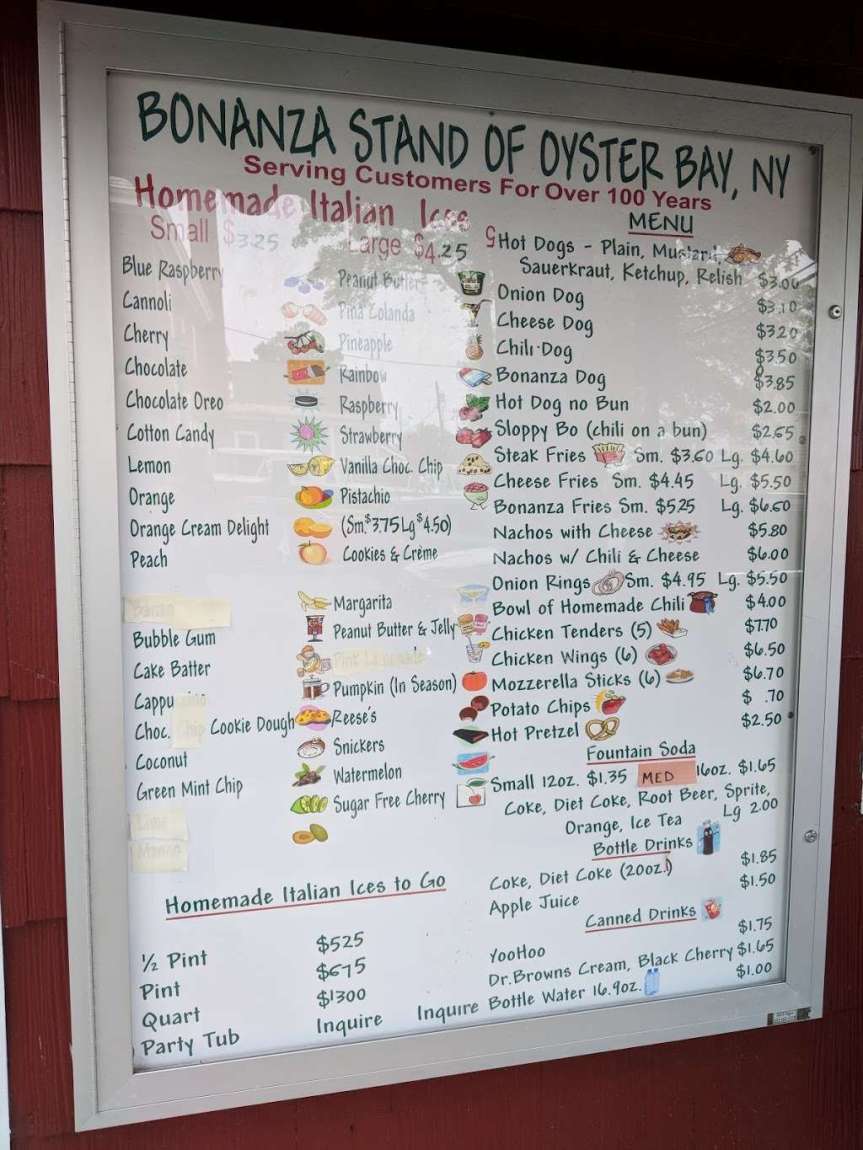 BONANZA STAND OF OYSTER BAY, NY
Serving Customers For Over 100 Years
Homemade Italian Ices
Small $3.25 Large $4.25
Blue Raspberry
Cannoli
Cherry
Chocolate
Chocolate Oreo
Cotton Candy
Lemon
Orange
Orange Cream Delight
Peach
Banana
Bubble Gum
Cake Batter
Cappuccino
Choc. Chip Cookie Dough
Coconut
Green Mint Chip
Lime
Mango
Peanut Butter
Pina Colanda
Pineapple
Rainbow
Raspberry
Strawberry
Vanilla Choc. Chip
Pistachio
(Sm.$3.75 Lg $4.50)
Cookies & Crème
Margarita
Peanut Butter & Jelly
Pink Lemonade
Pumpkin (In Season)
Reese's
Snickers
Watermelon
Sugar Free Cherry
Homemade Italian Ices to Go
½ Pint $525
Pint $675
Quart $1300
Party Tub Inquire Inquire
MENU
Hot Dogs - Plain, Mustard,
Sauerkraut, Ketchup, Relish $3.00
Onion Dog $3.10
Cheese Dog $3.20
Chili Dog $3.50
Bonanza Dog $3.85
Hot Dog no Bun $2.00
Sloppy Bo (chili on a bun) $2.65
Steak Fries Sm. $3.60 Lg. $4.60
Cheese Fries Sm. $4.45 Lg. $5.50
Bonanza Fries Sm. $5.25 Lg. $6.50
Nachos with Cheese $5.80
Nachos w/ Chili & Cheese $6.00
Onion Rings Sm. $4.95 Lg. $5.50
Bowl of Homemade Chili $4.00
Chicken Tenders (5) $7.70
Chicken Wings (6) $6.50
Mozzerella Sticks (6) $6.70
Potato Chips $ .70
Hot Pretzel $2.50
Fountain Soda
Small 12oz. $1.35 MED 16oz. $1.65
Coke, Diet Coke, Root Beer, Sprite,
Orange, Ice Tea Lg 2.00
Bottle Drinks
Coke, Diet Coke (20oz.) $1.85
Apple Juice $1.50
Canned Drinks
YooHoo $1.75
Dr.Browns Cream, Black Cherry $1.65
Bottle Water 16.9oz. $1.00